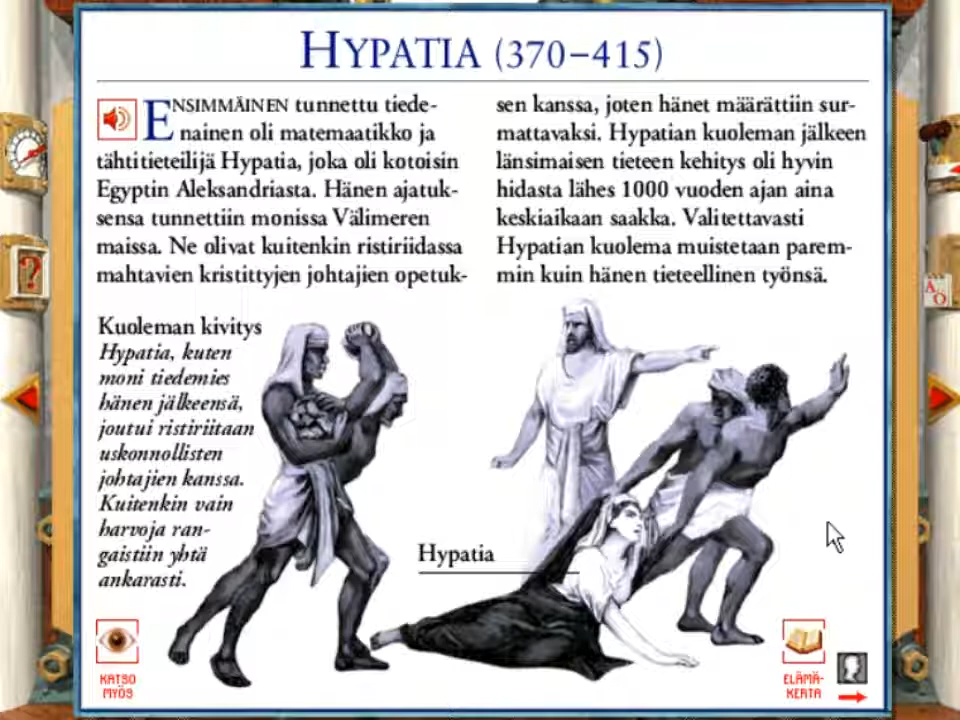 HYPATIA (370–415)
ENSIMMÄINEN tunnettu tiede-
nainen oli matemaatikko ja
tähtitieteilijä Hypatia, joka oli kotoisin
Egyptin Aleksandriasta. Hänen ajatuk-
sensa tunnettiin monissa Välimeren
maissa. Ne olivat kuitenkin ristiriidassa
mahtavien kristittyjen johtajien opetuk-
sen kanssa, joten hänet määrättiin sur-
mattavaksi. Hypatian kuoleman jälkeen
länsimaisen tieteen kehitys oli hyvin
hidasta lähes 1000 vuoden ajan aina
keskiaikaan saakka. Valitettavasti
Hypatian kuolema muistetaan parem-
min kuin hänen tieteellinen työnsä.
Kuoleman kivitys
Hypatia, kuten
moni tiedemies
hänen jälkeensä,
joutui ristiriitaan
uskonnollisten
johtajien kanssa.
Kuitenkin vain
harvoja ran-
gaistiin yhtä
ankarasti.
Hypatia
KATSO
MYÖS
ELÄMÄ-
KERTA
?
A
Ö